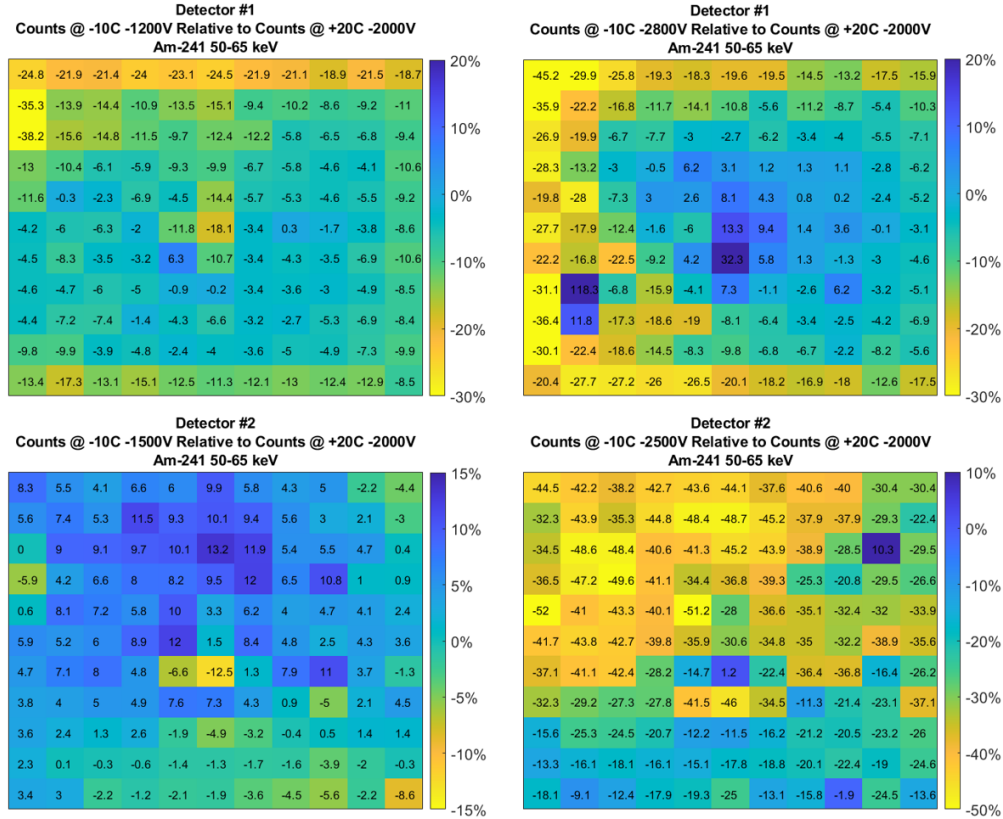 Detector #1
Counts @ -10C -1200V Relative to Counts @ +20C -2000V
Am-241 50-65 keV
-24.8 -21.9 -21.4 -24 -23.1 -24.5 -21.9 -21.1 -18.9 -21.5 -18.7
-35.3 -13.9 -14.4 -10.9 -13.5 -15.1 -9.4 -10.2 -8.6 -9.2 -11
-38.2 -15.6 -14.8 -11.5 -9.7 -12.4 -12.2 -5.8 -6.5 -6.8 -9.4
-13 -10.4 -6.1 -5.9 -9.3 -9.9 -6.7 -5.8 -4.6 -4.1 -10.6
-11.6 -0.3 -2.3 -6.9 -4.5 -14.4 -5.7 -5.3 -4.6 -5.5 -9.2
-4.2 -6 -6.3 -2 -11.8 -18.1 -3.4 0.3 -1.7 -3.8 -8.6
-4.5 -8.3 -3.5 -3.2 6.3 -10.7 -3.4 -4.3 -3.5 -6.9 -10.6
-4.6 -4.7 -6 -5 -0.9 -0.2 -3.4 -3.6 -3 -4.9 -8.5
-4.4 -7.2 -7.4 -1.4 -4.3 -6.6 -3.2 -2.7 -5.3 -6.9 -8.4
-9.8 -9.9 -3.9 -4.8 -2.4 -4 -3.6 -5 -4.9 -7.3 -9.9
-13.4 -17.3 -13.1 -15.1 -12.5 -11.3 -12.1 -13 -12.4 -12.9 -8.5
20%
10%
0%
-10%
-20%
-30%
Detector #1
Counts @ -10C -2800V Relative to Counts @ +20C -2000V
Am-241 50-65 keV
-45.2 -29.9 -25.8 -19.3 -18.3 -19.6 -19.5 -14.5 -13.2 -17.5 -15.9
-35.9 -22.2 -16.8 -11.7 -14.1 -10.8 -5.6 -11.2 -8.7 -5.4 -10.3
-26.9 -19.9 -6.7 -7.7 -3 -2.7 -6.2 -3.4 -4 -5.5 -7.1
-28.3 -13.2 -3 -0.5 6.2 3.1 1.2 1.3 1.1 -2.8 -6.2
-19.8 -28 -7.3 3 2.6 8.1 4.3 0.8 0.2 -2.4 -5.2
-27.7 -17.9 -12.4 -1.6 -6 13.3 9.4 1.4 3.6 -0.1 -3.1
-22.2 -16.8 -22.5 -9.2 4.2 32.3 5.8 1.3 -1.3 -3 -4.6
-31.1 118.3 -6.8 -15.9 -4.1 7.3 -1.1 -2.6 6.2 -3.2 -5.1
-36.4 11.8 -17.3 -18.6 -19 -8.1 -6.4 -3.4 -2.5 -4.2 -6.9
-30.1 -22.4 -18.6 -14.5 -8.3 -9.8 -6.8 -6.7 -2.2 -8.2 -5.6
-20.4 -27.7 -27.2 -26 -26.5 -20.1 -18.2 -16.9 -18 -12.6 -17.5
20%
10%
0%
-10%
-20%
-30%
Detector #2
Counts @ -10C -1500V Relative to Counts @ +20C -2000V
Am-241 50-65 keV
8.3 5.5 4.1 6.6 6 9.9 5.8 4.3 5 -2.2 -4.4
5.6 7.4 5.3 11.5 9.3 10.1 9.4 5.6 3 2.1 -3
0 9 9.1 9.7 10.1 13.2 11.9 5.4 5.5 4.7 0.4
-5.9 4.2 6.6 8 8.2 9.5 12 6.5 10.8 1 0.9
0.6 8.1 7.2 5.8 10 3.3 6.2 4 4.7 4.1 2.4
5.9 5.2 6 8.9 12 1.5 8.4 4.8 2.5 4.3 3.6
4.7 7.1 8 4.8 -6.6 -12.5 1.3 7.9 11 3.7 -1.3
3.8 4 5 4.9 7.6 7.3 4.3 0.9 -5 2.1 4.5
3.6 2.4 1.3 2.6 -1.9 -4.9 -3.2 -0.4 0.5 1.4 1.4
2.3 0.1 -0.3 -0.6 -1.4 -1.3 -1.7 -1.6 -3.9 -2 -0.3
3.4 3 -2.2 -1.2 -2.1 -1.9 -3.6 -4.5 -5.6 -2.2 -8.6
15%
10%
5%
0%
-5%
-10%
-15%
Detector #2
Counts @ -10C -2500V Relative to Counts @ +20C -2000V
Am-241 50-65 keV
-44.5 -42.2 -38.2 -42.7 -43.6 -44.1 -37.6 -40.6 -40 -30.4 -30.4
-32.3 -43.9 -35.3 -44.8 -48.4 -48.7 -45.2 -37.9 -37.9 -29.3 -22.4
-34.5 -48.6 -48.4 -40.6 -41.3 -45.2 -43.9 -38.9 -28.5 10.3 -29.5
-36.5 -47.2 -49.6 -41.1 -34.4 -36.8 -39.3 -25.3 -20.8 -29.5 -26.6
-52 -41 -43.3 -40.1 -51.2 -28 -36.6 -35.1 -32.4 -32 -33.9
-41.7 -43.8 -42.7 -39.8 -35.9 -30.6 -34.8 -35 -32.2 -38.9 -35.6
-37.1 -41.1 -42.4 -28.2 -14.7 1.2 -22.4 -36.4 -36.8 -16.4 -26.2
-32.3 -29.2 -27.3 -27.8 -41.5 -46 -34.5 -11.3 -21.4 -23.1 -37.1
-15.6 -25.3 -24.5 -20.7 -12.2 -11.5 -16.2 -21.2 -20.5 -23.2 -26
-13.3 -16.1 -18.1 -16.1 -15.1 -17.8 -18.8 -20.1 -22.4 -19 -24.6
-18.1 -9.1 -12.4 -17.9 -19.3 -25 -13.1 -15.8 -1.9 -24.5 -13.6
10%
0%
-10%
-20%
-30%
-40%
-50%